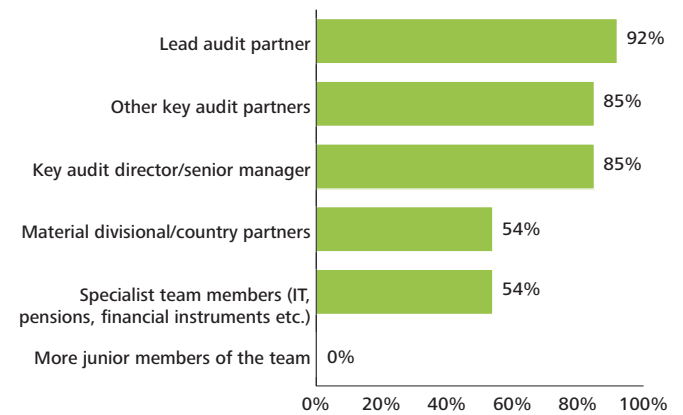 Lead audit partner 92%
Other key audit partners 85%
Key audit director/senior manager 85%
Material divisional/country partners 54%
Specialist team members (IT,
pensions, financial instruments etc.) 54%
More junior members of the team 0%
0% 20% 40% 60% 80% 100%